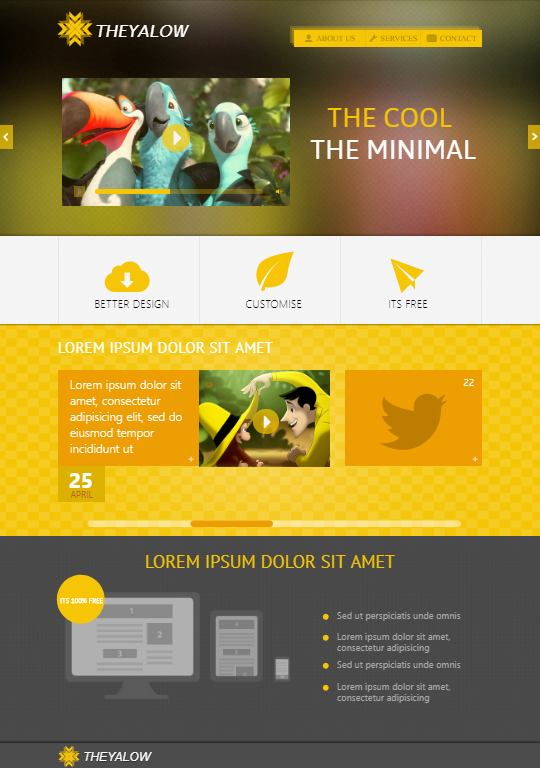 THEYALOW
ABOUT US SERVICES CONTACT
THE COOL
THE MINIMAL
BETTER DESIGN
CUSTOMISE
ITS FREE
LOREM IPSUM DOLOR SIT AMET
Lorem ipsum dolor sit
amet, consectetur
adipisicing elit, sed do
eiusmod tempor
incididunt ut
+
22
+
25
APRIL
LOREM IPSUM DOLOR SIT AMET
ITS 100% FREE
1
2
3
4
5
6
Sed ut perspiciatis unde omnis
Lorem ipsum dolor sit amet,
adipisicing
Sed ut perspiciatis unde omnis
Lorem ipsum dolor sit amet,
adipisicing
THEYALOW